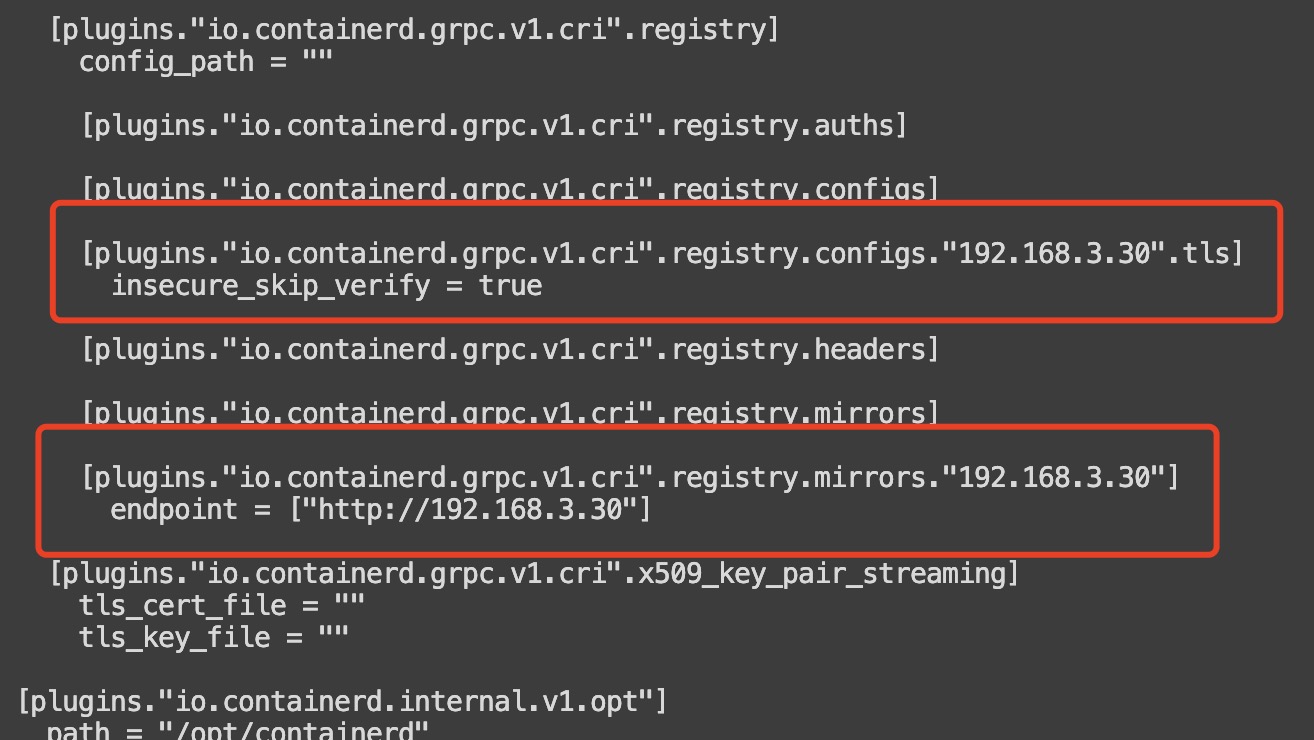 [plugins."io.containerd.grpc.v1.cri".registry]
config_path = ""
[plugins."io.containerd.grpc.v1.cri".registry.auths]
[plugins."io.containerd.grpc.v1.cri".registry.configs]
[plugins."io.containerd.grpc.v1.cri".registry.configs."192.168.3.30".tls]
insecure_skip_verify = true
[plugins."io.containerd.grpc.v1.cri".registry.headers]
[plugins."io.containerd.grpc.v1.cri".registry.mirrors]
[plugins."io.containerd.grpc.v1.cri".registry.mirrors."192.168.3.30"]
endpoint = ["http://192.168.3.30"]
[plugins."io.containerd.grpc.v1.cri".x509_key_pair_streaming]
tls_cert_file = ""
tls_key_file = ""
[plugins."io.containerd.internal.v1.opt"]
path = "/opt/containerd"